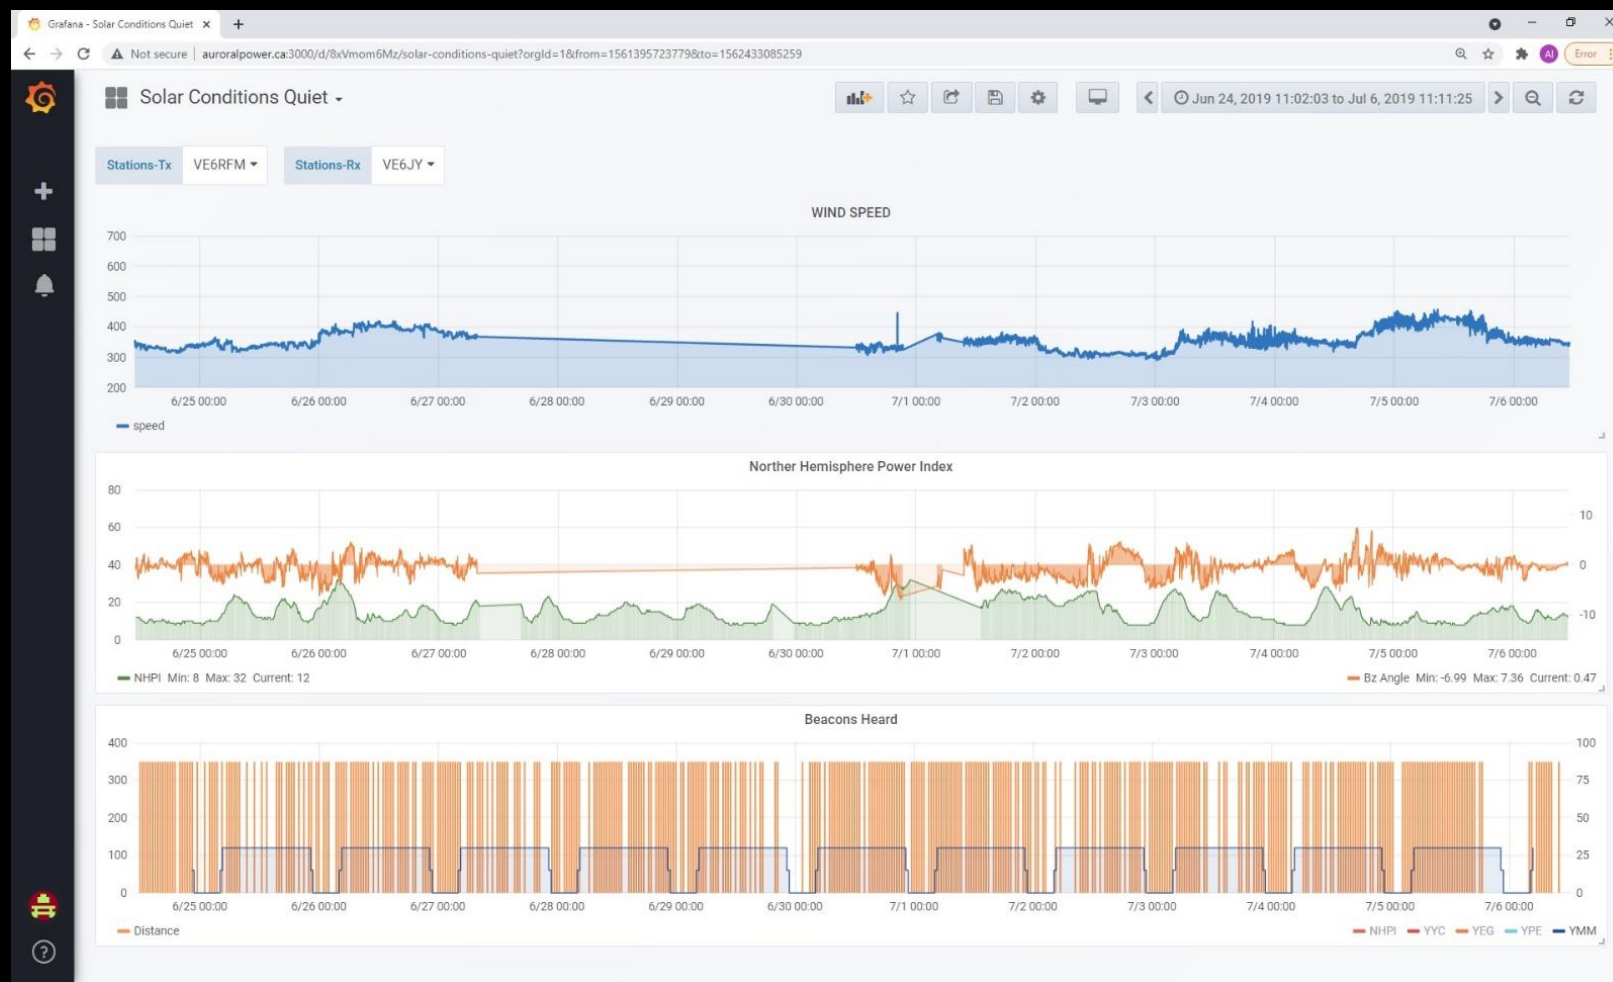 Grafana - Solar Conditions Quiet
Not secure | auroralpower.ca:3000/d/8xVmom6Mz/solar-conditions-quiet?orgId=1&from=1561395723779&to=1562433085259
AI Error
Solar Conditions Quiet
Jun 24, 2019 11:02:03 to Jul 6, 2019 11:11:25
Stations-Tx VE6RFM Stations-Rx VE6JY
WIND SPEED
700
600
500
400
300
200
6/25 00:00 6/26 00:00 6/27 00:00 6/28 00:00 6/29 00:00 6/30 00:00 7/1 00:00 7/2 00:00 7/3 00:00 7/4 00:00 7/5 00:00 7/6 00:00
speed
Norther Hemisphere Power Index
80
60 10
40 0
20 -10
0
6/25 00:00 6/26 00:00 6/27 00:00 6/28 00:00 6/29 00:00 6/30 00:00 7/1 00:00 7/2 00:00 7/3 00:00 7/4 00:00 7/5 00:00 7/6 00:00
NHPI Min: 8 Max: 32 Current: 12 Bz Angle Min: -6.99 Max: 7.36 Current: 0.47
Beacons Heard
400 100
300 75
200 50
100 25
0 0
6/25 00:00 6/26 00:00 6/27 00:00 6/28 00:00 6/29 00:00 6/30 00:00 7/1 00:00 7/2 00:00 7/3 00:00 7/4 00:00 7/5 00:00 7/6 00:00
Distance NHPI YYC YEG YPE YMM